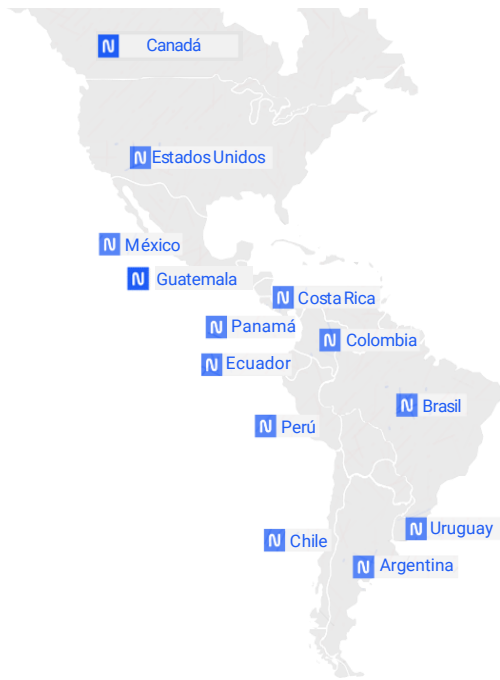 Canadá
Estados Unidos
México
Guatemala
Costa Rica
Panamá
Colombia
Ecuador
Brasil
Perú
Uruguay
Chile
Argentina